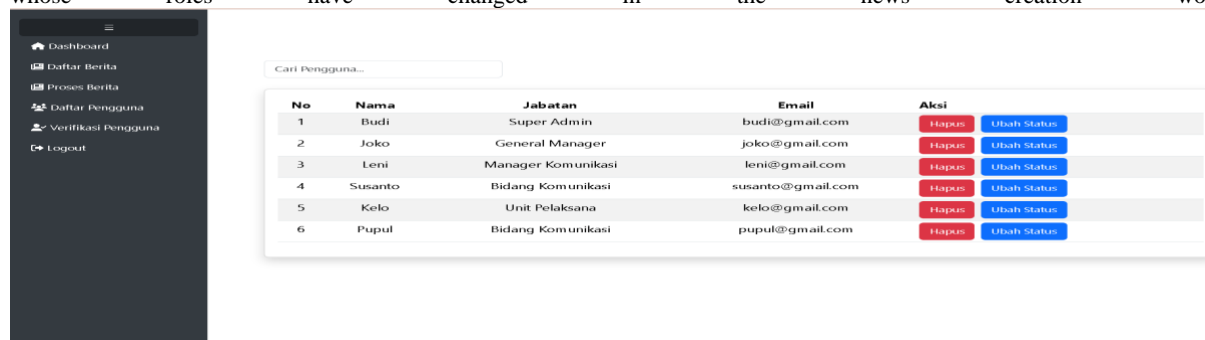 whose roles have changed in the news creation wo
Dashboard
Daftar Berita
Proses Berita
Daftar Pengguna
Verifikasi Pengguna
Logout
Cari Pengguna...
No Nama Jabatan Email Aksi
1 Budi Super Admin budi@gmail.com Hapus Ubah Status
2 Joko General Manager joko@gmail.com Hapus Ubah Status
3 Leni Manager Komunikasi leni@gmail.com Hapus Ubah Status
4 Susanto Bidang Komunikasi susanto@gmail.com Hapus Ubah Status
5 Kelo Unit Pelaksana kelo@gmail.com Hapus Ubah Status
6 Pupul Bidang Komunikasi pupul@gmail.com Hapus Ubah Status